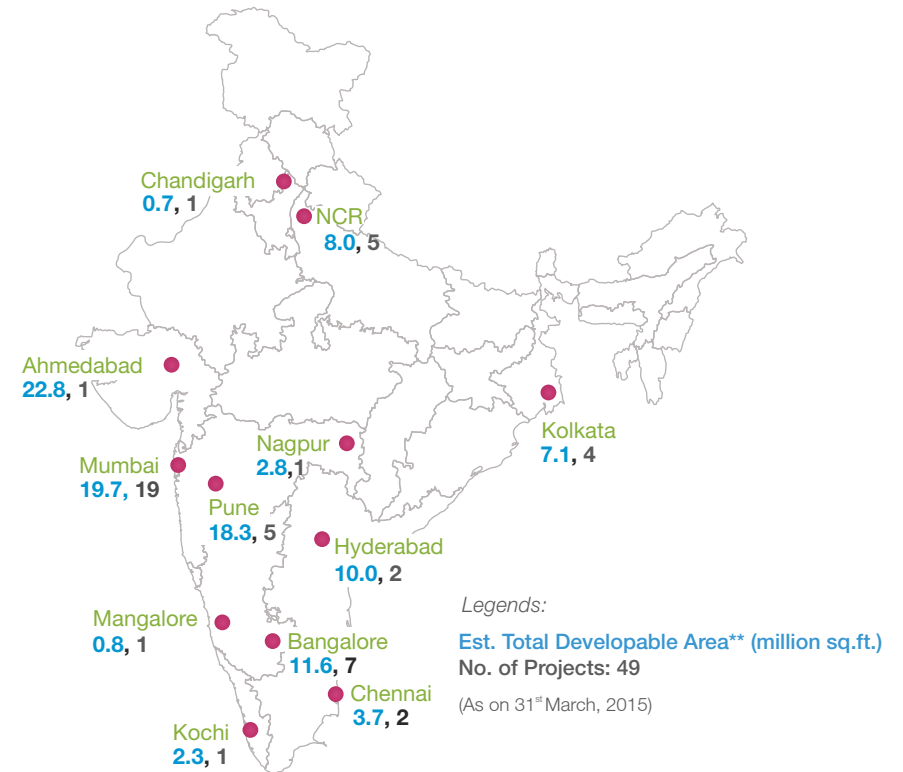 Chandigarh
0.7, 1
NCR
8.0, 5
Ahmedabad
22.8, 1
Kolkata
7.1, 4
Nagpur
2.8,1
Mumbai
19.7, 19
Pune
18.3, 5
Hyderabad
10.0, 2
Mangalore
0.8, 1
Bangalore
11.6, 7
Chennai
3.7, 2
Kochi
2.3, 1
Legends:
Est. Total Developable Area** (million sq.ft.)
No. of Projects: 49
(As on 31st March, 2015)